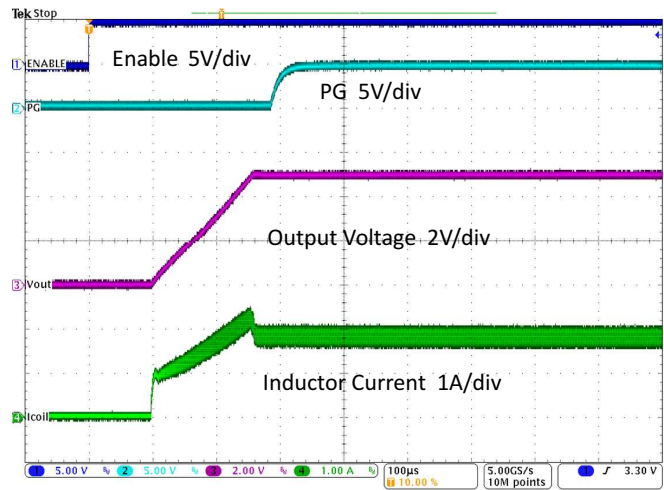 Tek Stop
1 ENABLE
Enable 5V/div
2 PG
PG 5V/div
Output Voltage 2V/div
3 Vout
Inductor Current 1A/div
4 Icoil
1 5.00 V 2 5.00 V 3 2.00 V 4 1.00 A 100µs 5.00GS/s 1 3.30 V
T 10.00 % 10M points